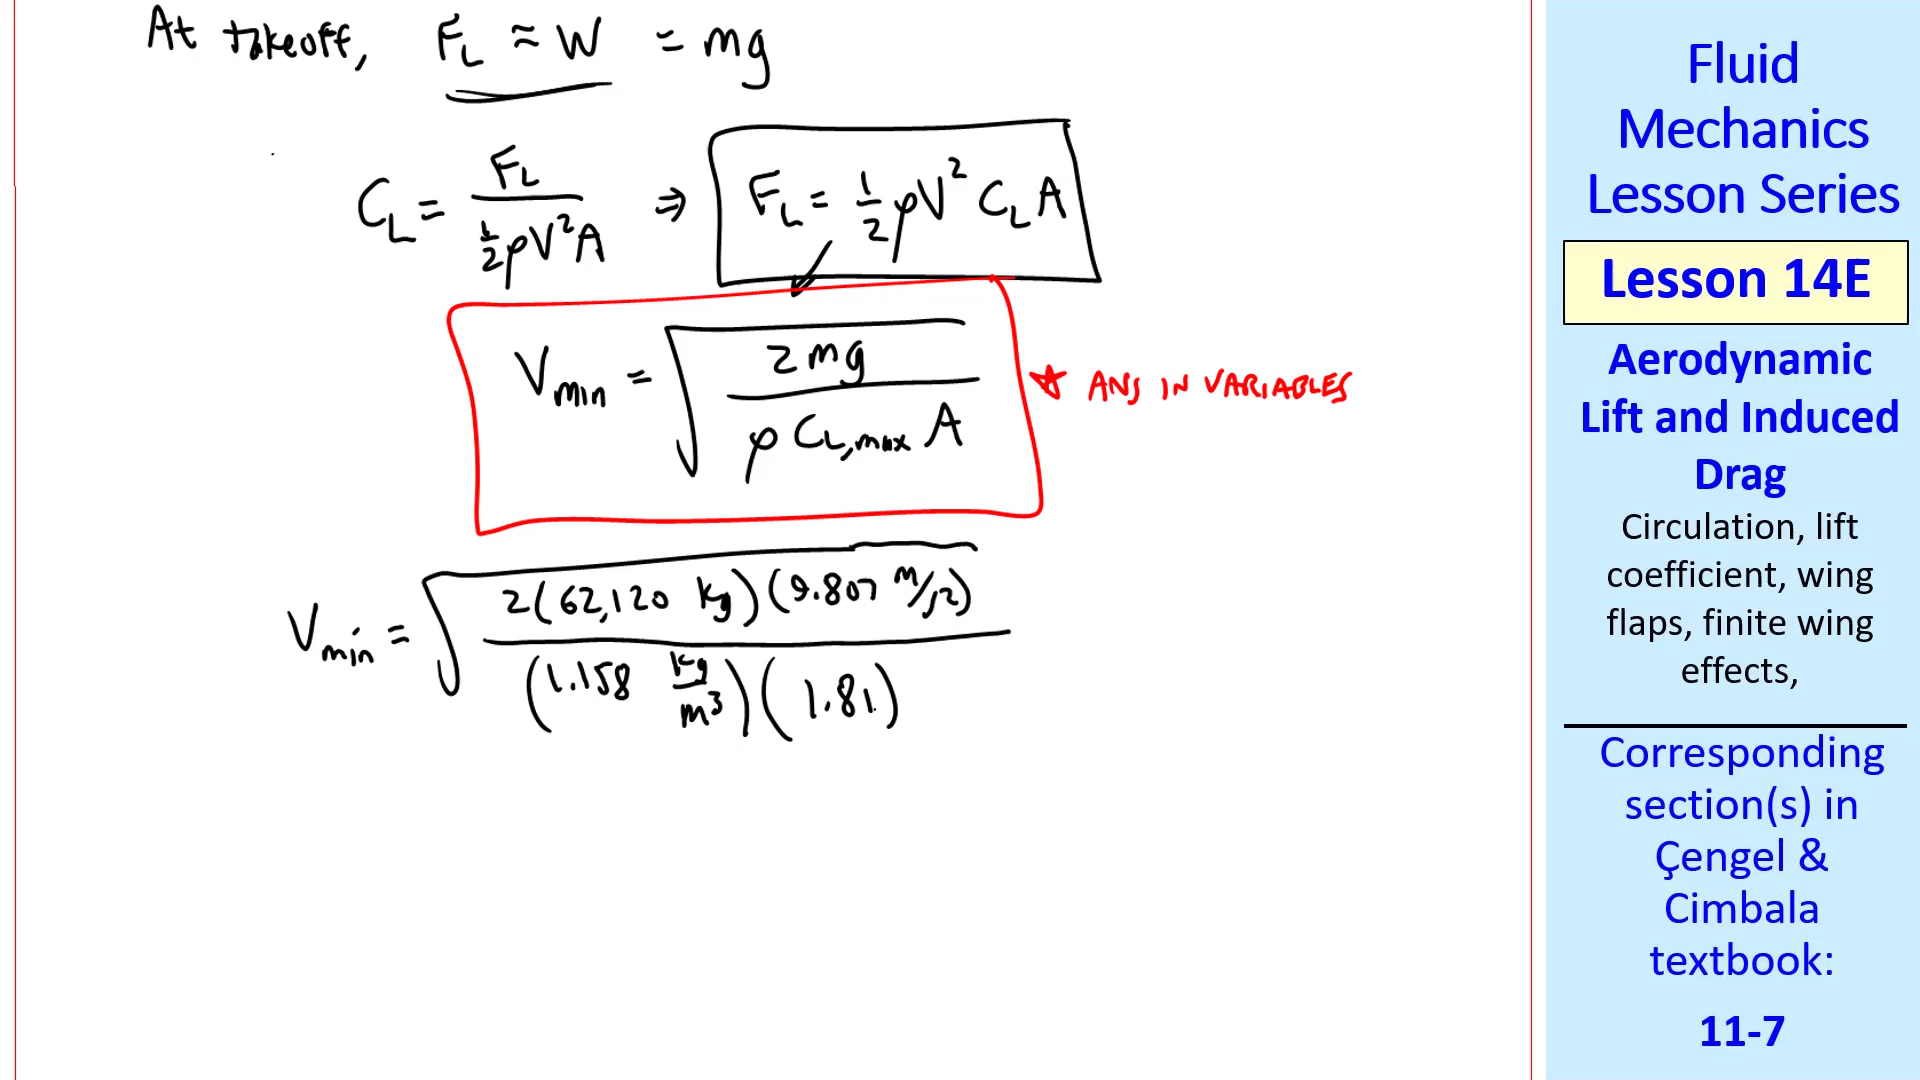 At takeoff, F_L ≈ W = mg
C_L = F_L / (½ρV²A) ⇒ F_L = ½ρV² C_L A
V_min = √(2mg / (ρ C_L,max A)) ★ ANS IN VARIABLES
V_min = √(2(62,120 kg)(9.807 m/s²) / ((1.158 kg/m³)(1.81)))
Fluid
Mechanics
Lesson Series
Lesson 14E
Aerodynamic
Lift and Induced
Drag
Circulation, lift
coefficient, wing
flaps, finite wing
effects,
Corresponding
section(s) in
Çengel &
Cimbala
textbook:
11-7